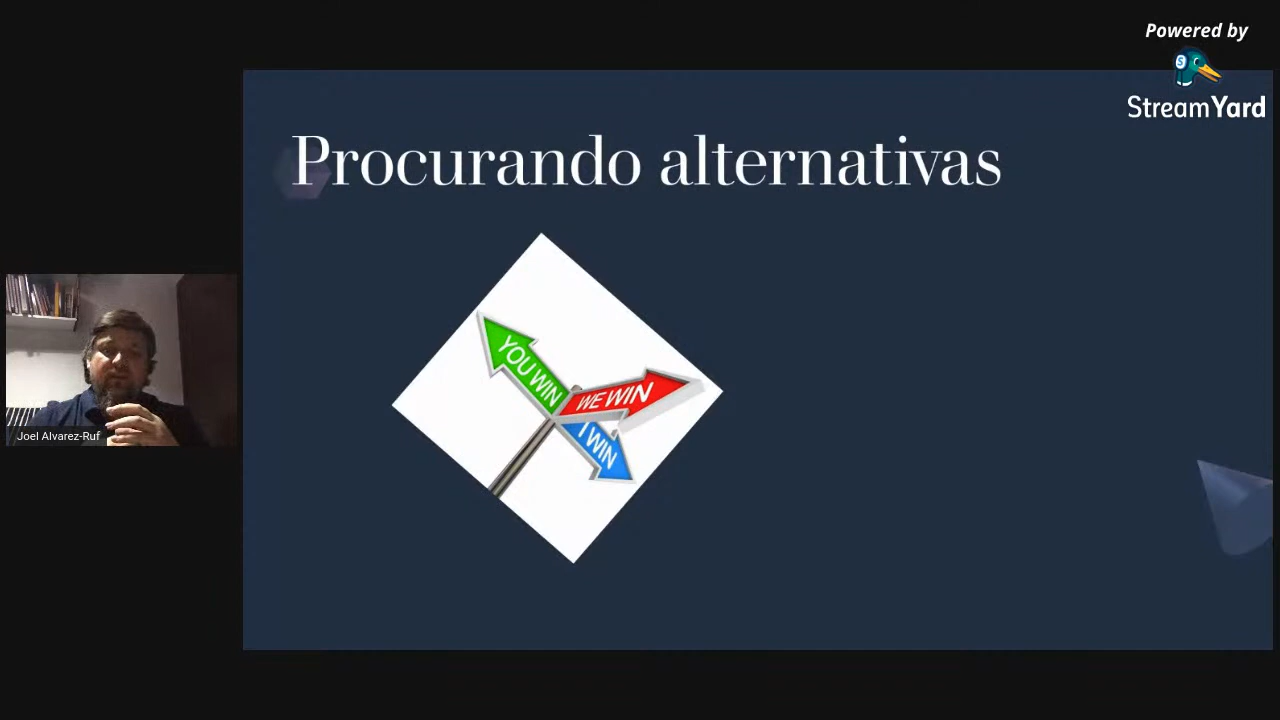 Powered by
StreamYard
Procurando alternativas
YOU WIN
WE WIN
I WIN
Joel Alvarez-Ruf